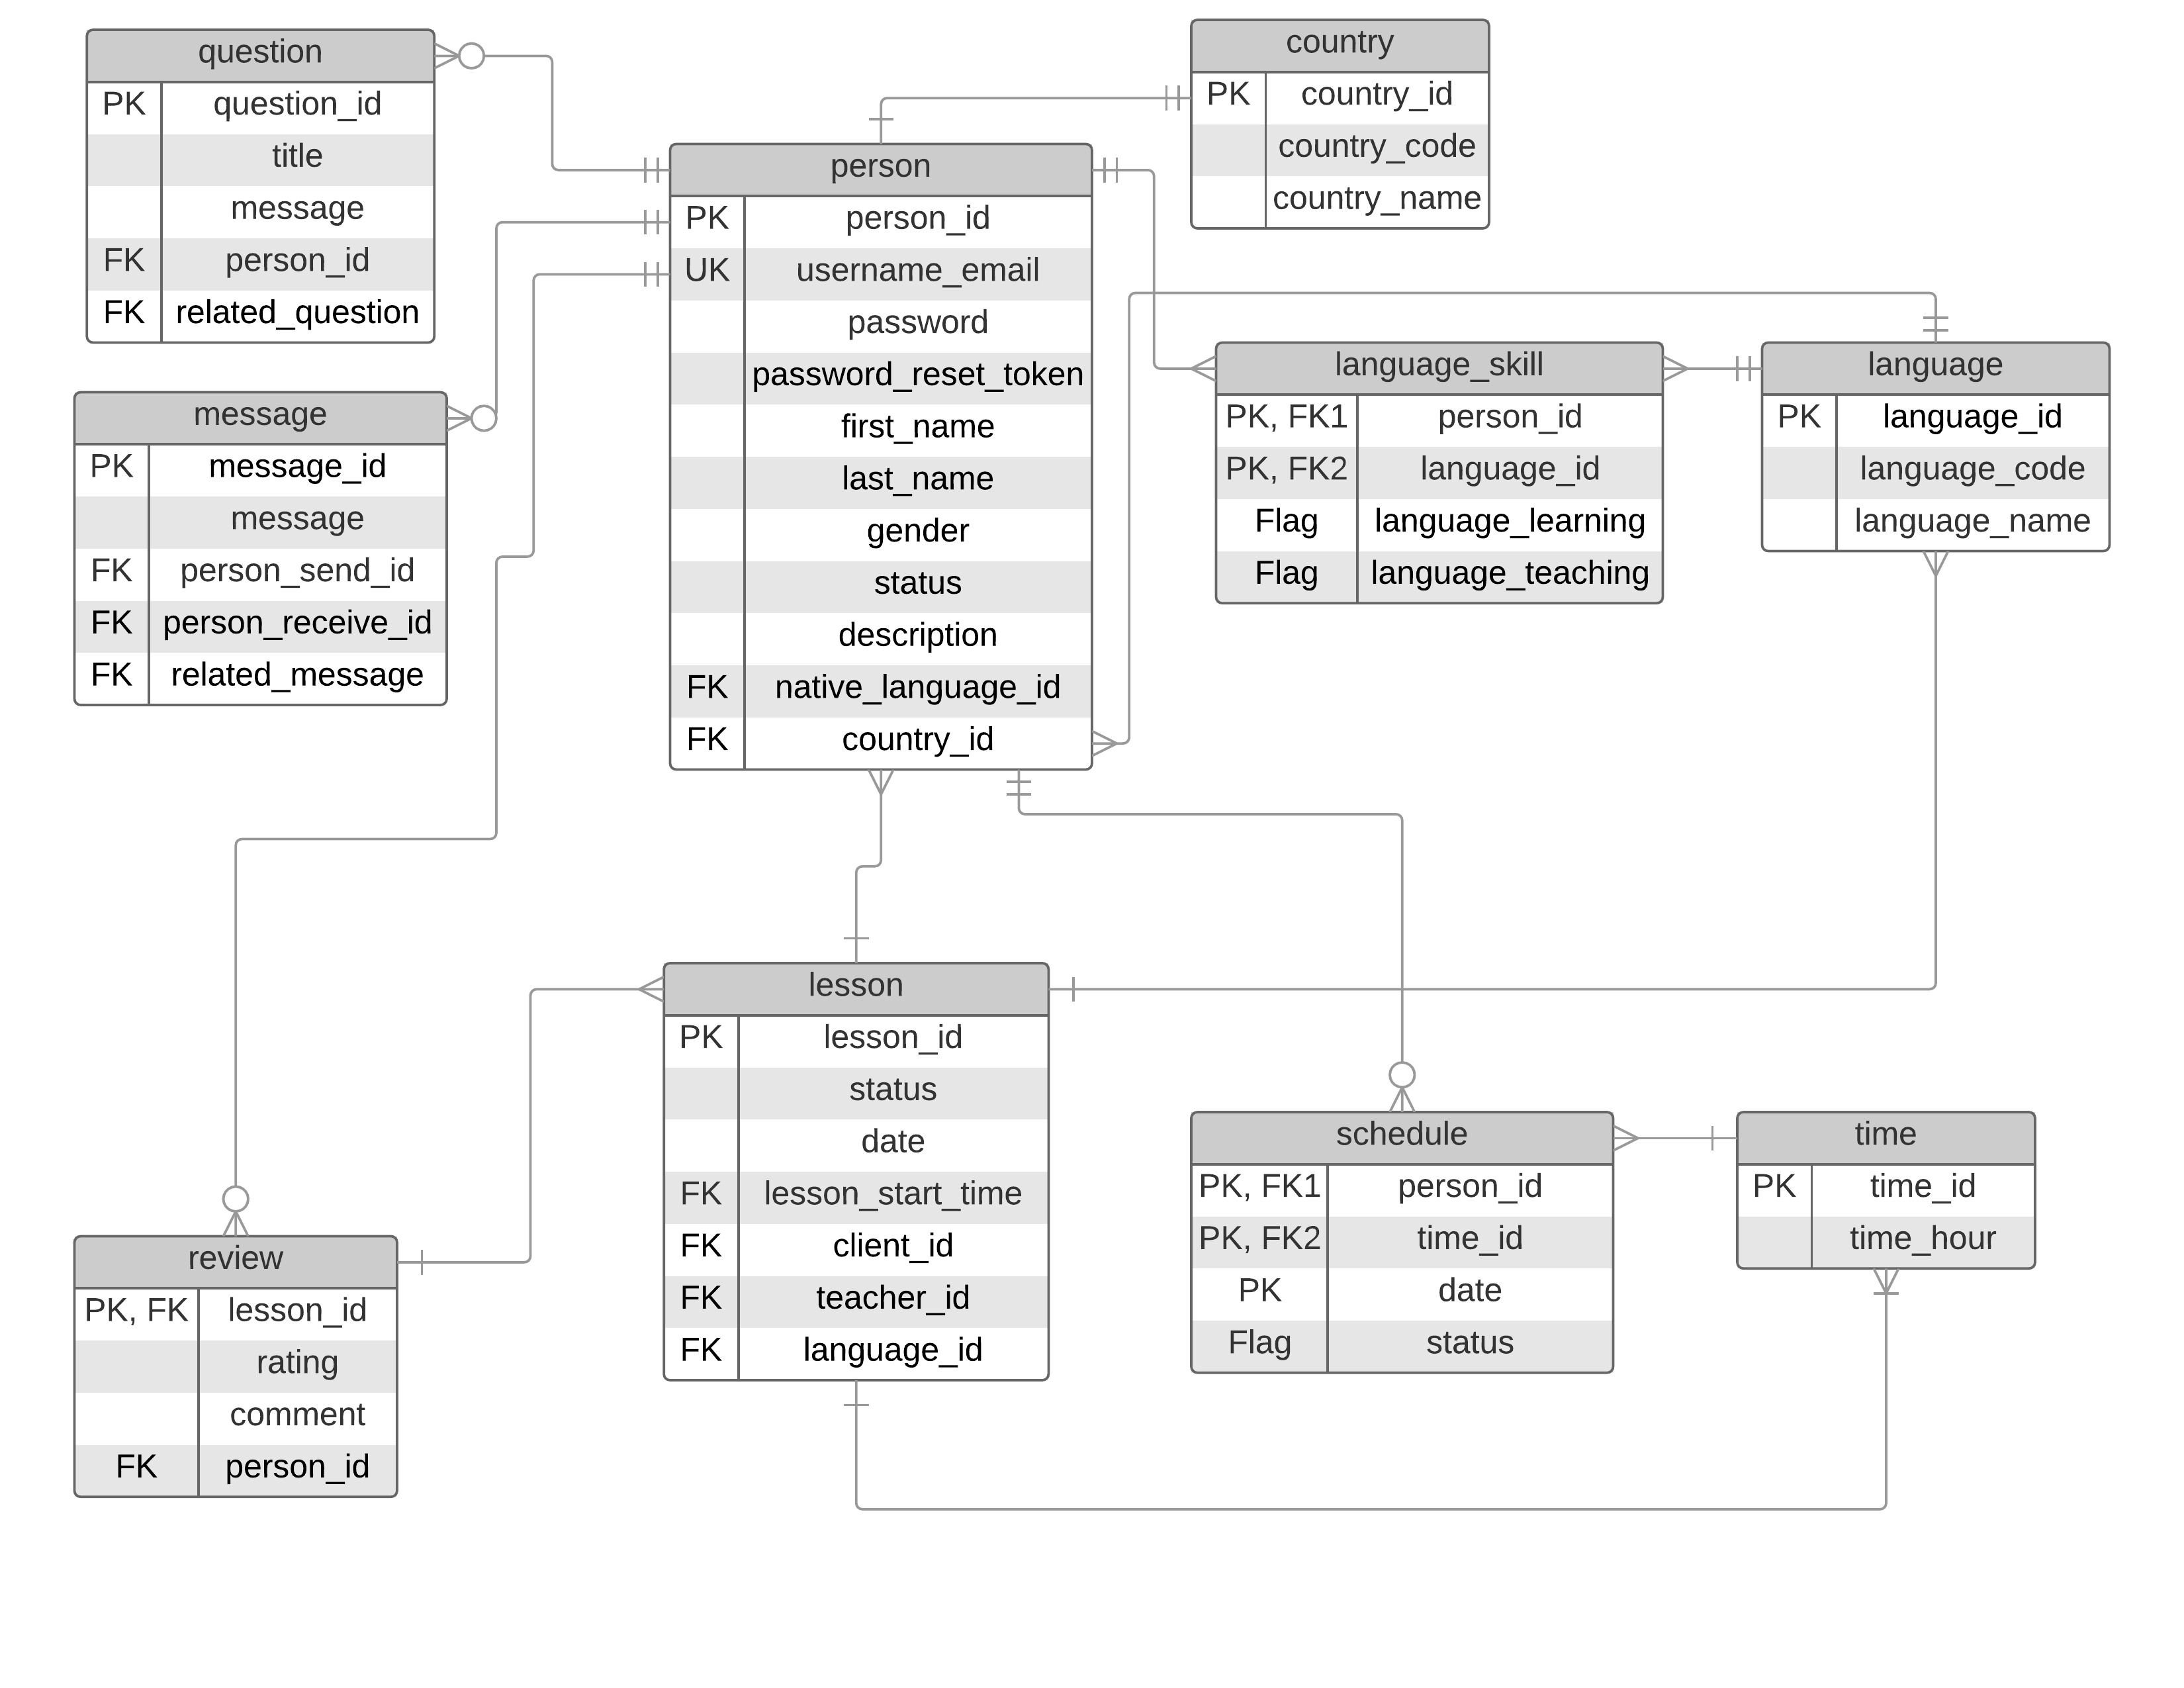 question
PK question_id
title
message
FK person_id
FK related_question
message
PK message_id
message
FK person_send_id
FK person_receive_id
FK related_message
person
PK person_id
UK username_email
password
password_reset_token
first_name
last_name
gender
status
description
FK native_language_id
FK country_id
country
PK country_id
country_code
country_name
language_skill
PK, FK1 person_id
PK, FK2 language_id
Flag language_learning
Flag language_teaching
language
PK language_id
language_code
language_name
lesson
PK lesson_id
status
date
FK lesson_start_time
FK client_id
FK teacher_id
FK language_id
schedule
PK, FK1 person_id
PK, FK2 time_id
PK date
Flag status
time
PK time_id
time_hour
review
PK, FK lesson_id
rating
comment
FK person_id